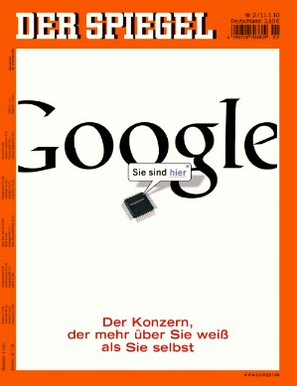 DER SPIEGEL
Nr. 2 / 11.1.10
Deutschland: 3,80 €
Google
Sie sind hier
Der Konzern,
der mehr über Sie weiß
als Sie selbst
www.spiegel.de